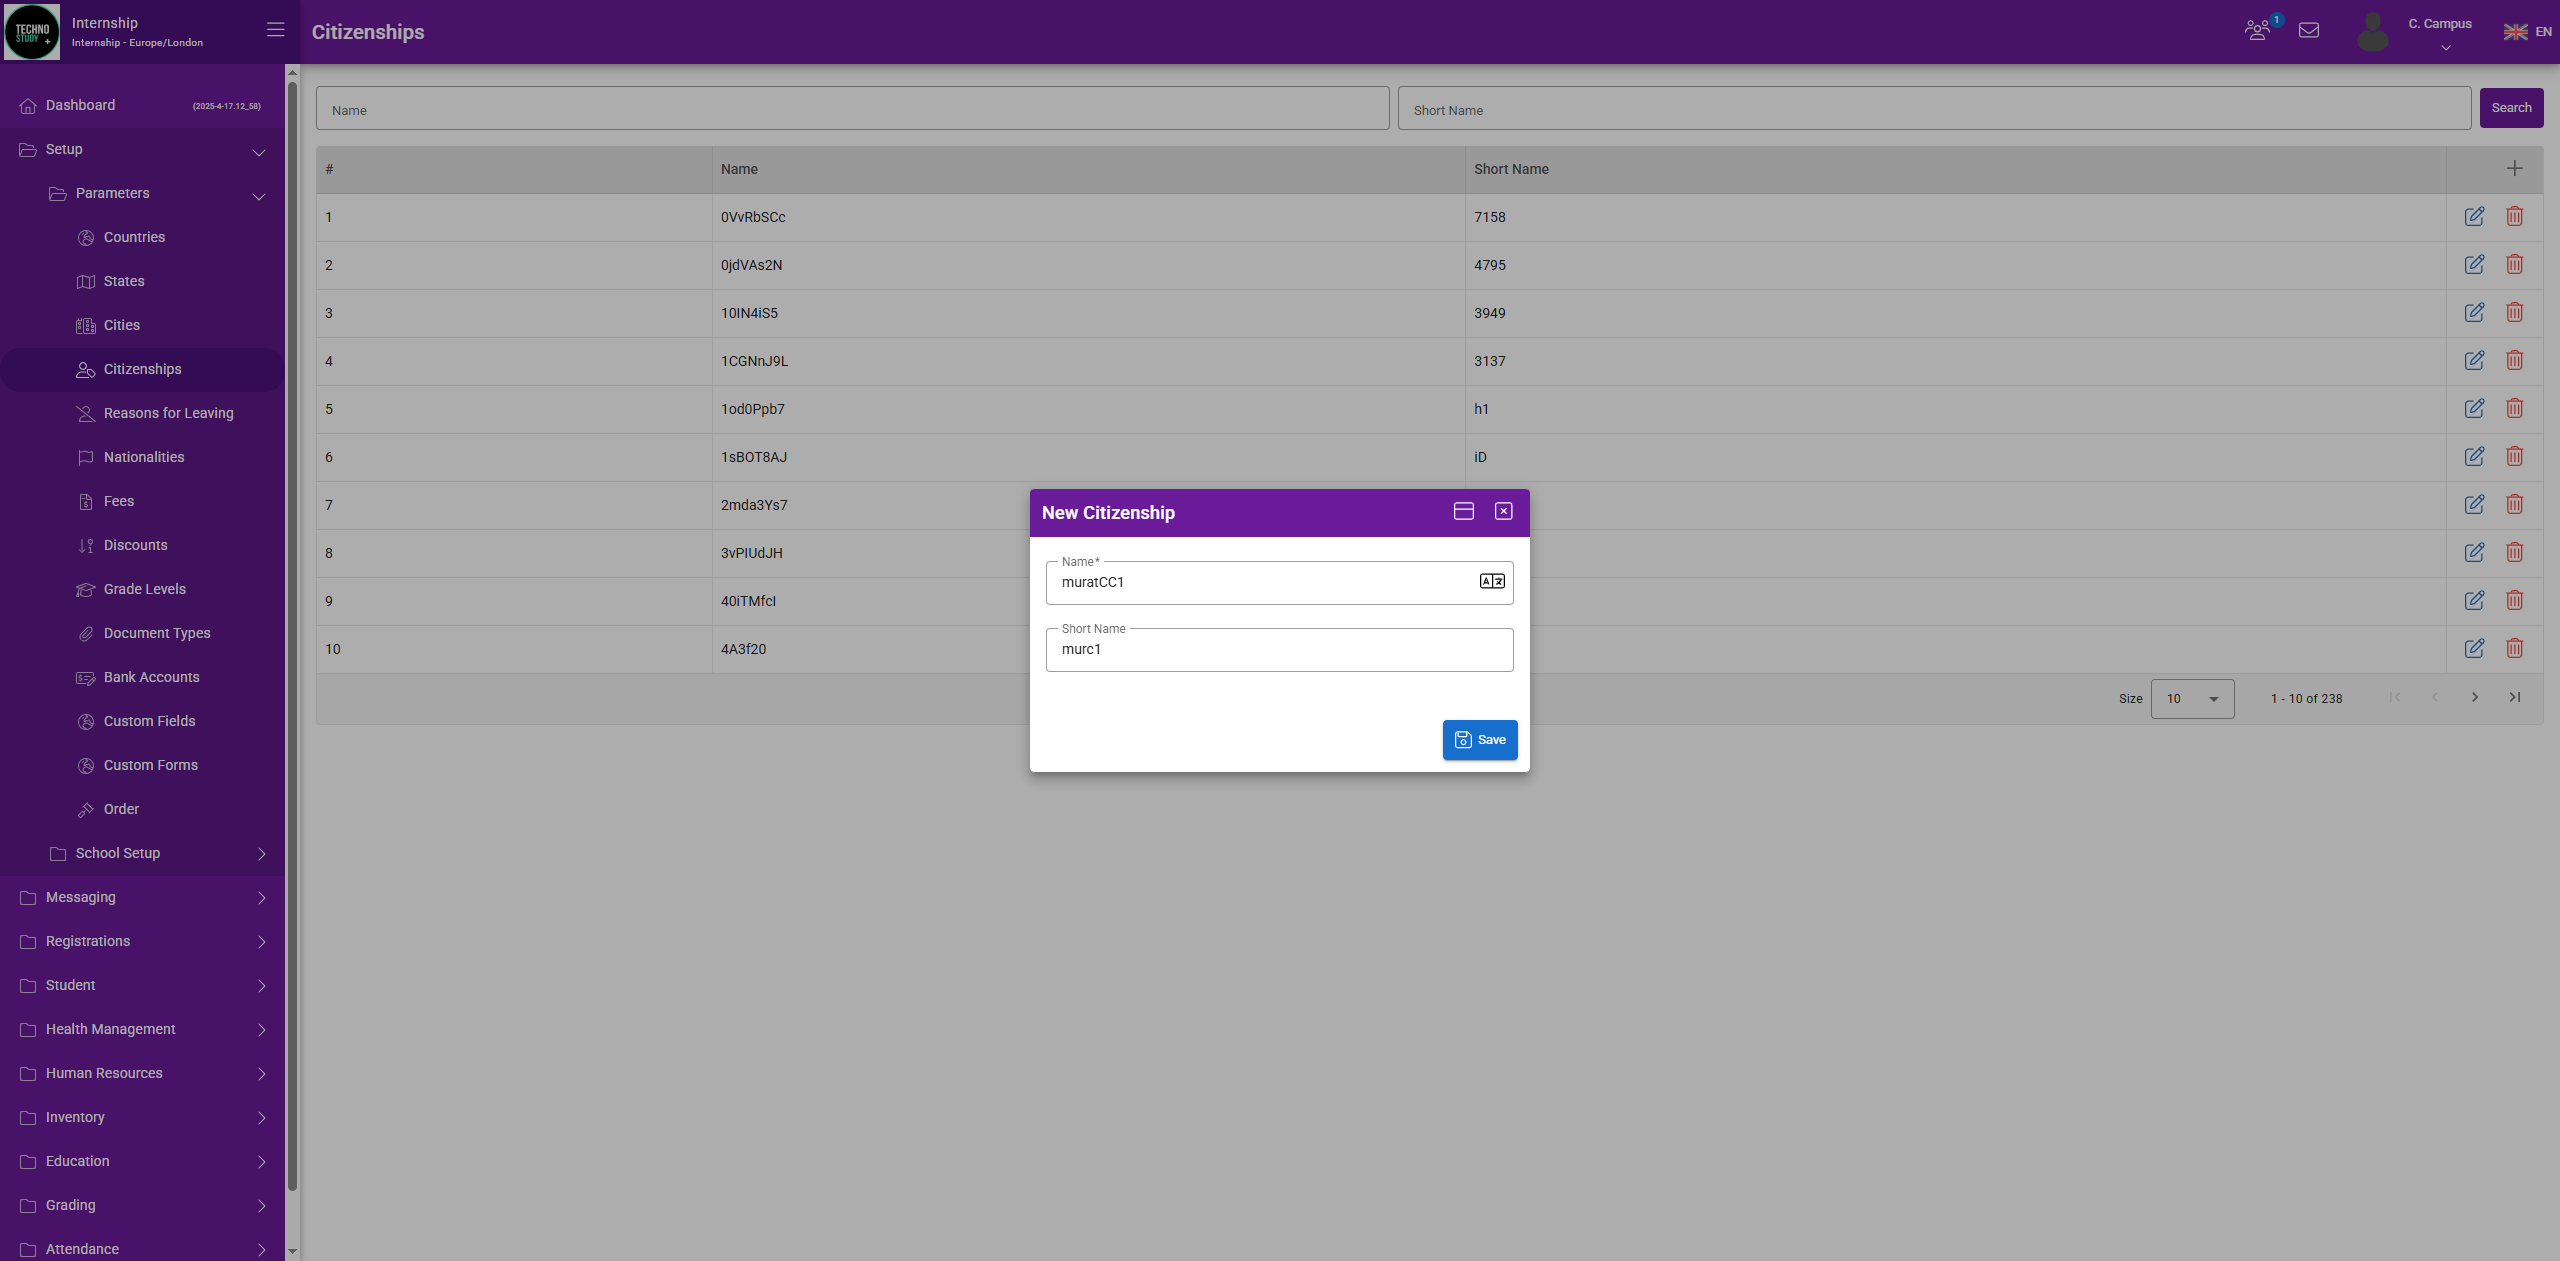 TECHNO
STUDY
Internship
Internship - Europe/London
Citizenships
1
C. Campus
EN
Dashboard
(2025-4-17.12_58)
Setup
Parameters
Countries
States
Cities
Citizenships
Reasons for Leaving
Nationalities
Fees
Discounts
Grade Levels
Document Types
Bank Accounts
Custom Fields
Custom Forms
Order
School Setup
Messaging
Registrations
Student
Health Management
Human Resources
Inventory
Education
Grading
Attendance
Name
Short Name
Search
# Name Short Name
1 0VvRbSCc 7158
2 0jdVAs2N 4795
3 10IN4iS5 3949
4 1CGNnJ9L 3137
5 1od0Ppb7 h1
6 1sBOT8AJ iD
7 2mda3Ys7
8 3vPIUdJH
9 40iTMfcI
10 4A3f20
Size 10 1 - 10 of 238
New Citizenship
Name*
muratCC1
Short Name
murc1
Save